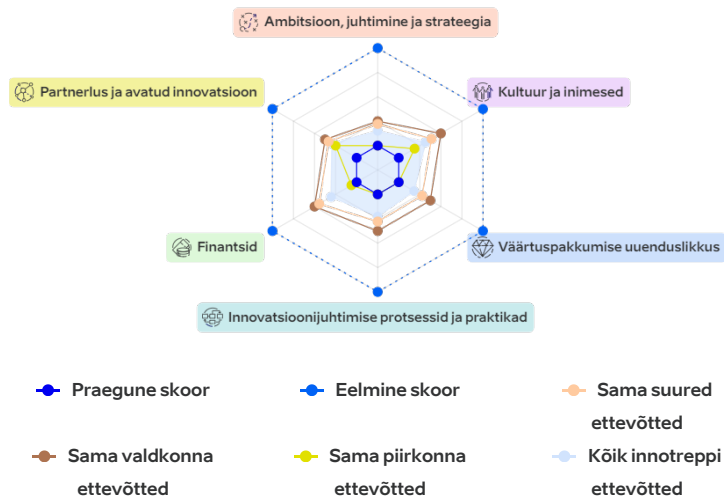 Ambitsioon, juhtimine ja strateegia
Partnerlus ja avatud innovatsioon
Kultuur ja inimesed
Finantsid
Väärtuspakkumise uuenduslikkus
Innovatsioonijuhtimise protsessid ja praktikad
Praegune skoor
Eelmine skoor
Sama suured
ettevõtted
Sama valdkonna
ettevõtted
Sama piirkonna
ettevõtted
Kõik innotreppi
ettevõtted